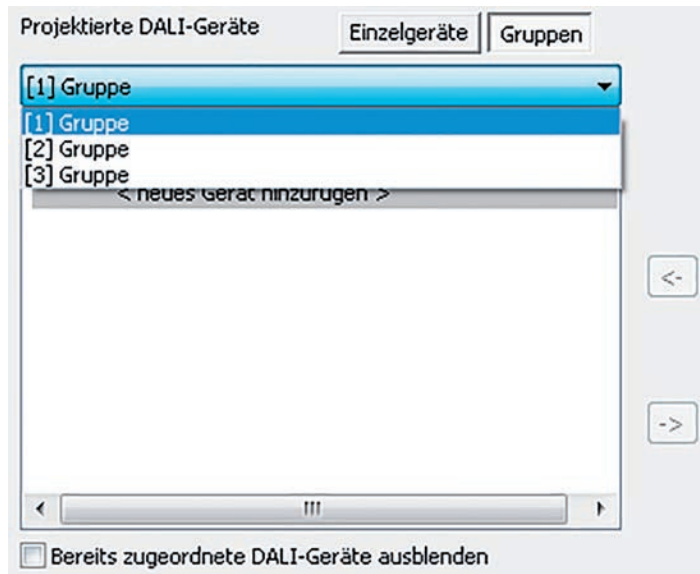 Projektierte DALI-Geräte
Einzelgeräte
Gruppen
[1] Gruppe
[1] Gruppe
[2] Gruppe
[3] Gruppe
< neues Gerät hinzufügen >
<-
->
Bereits zugeordnete DALI-Geräte ausblenden